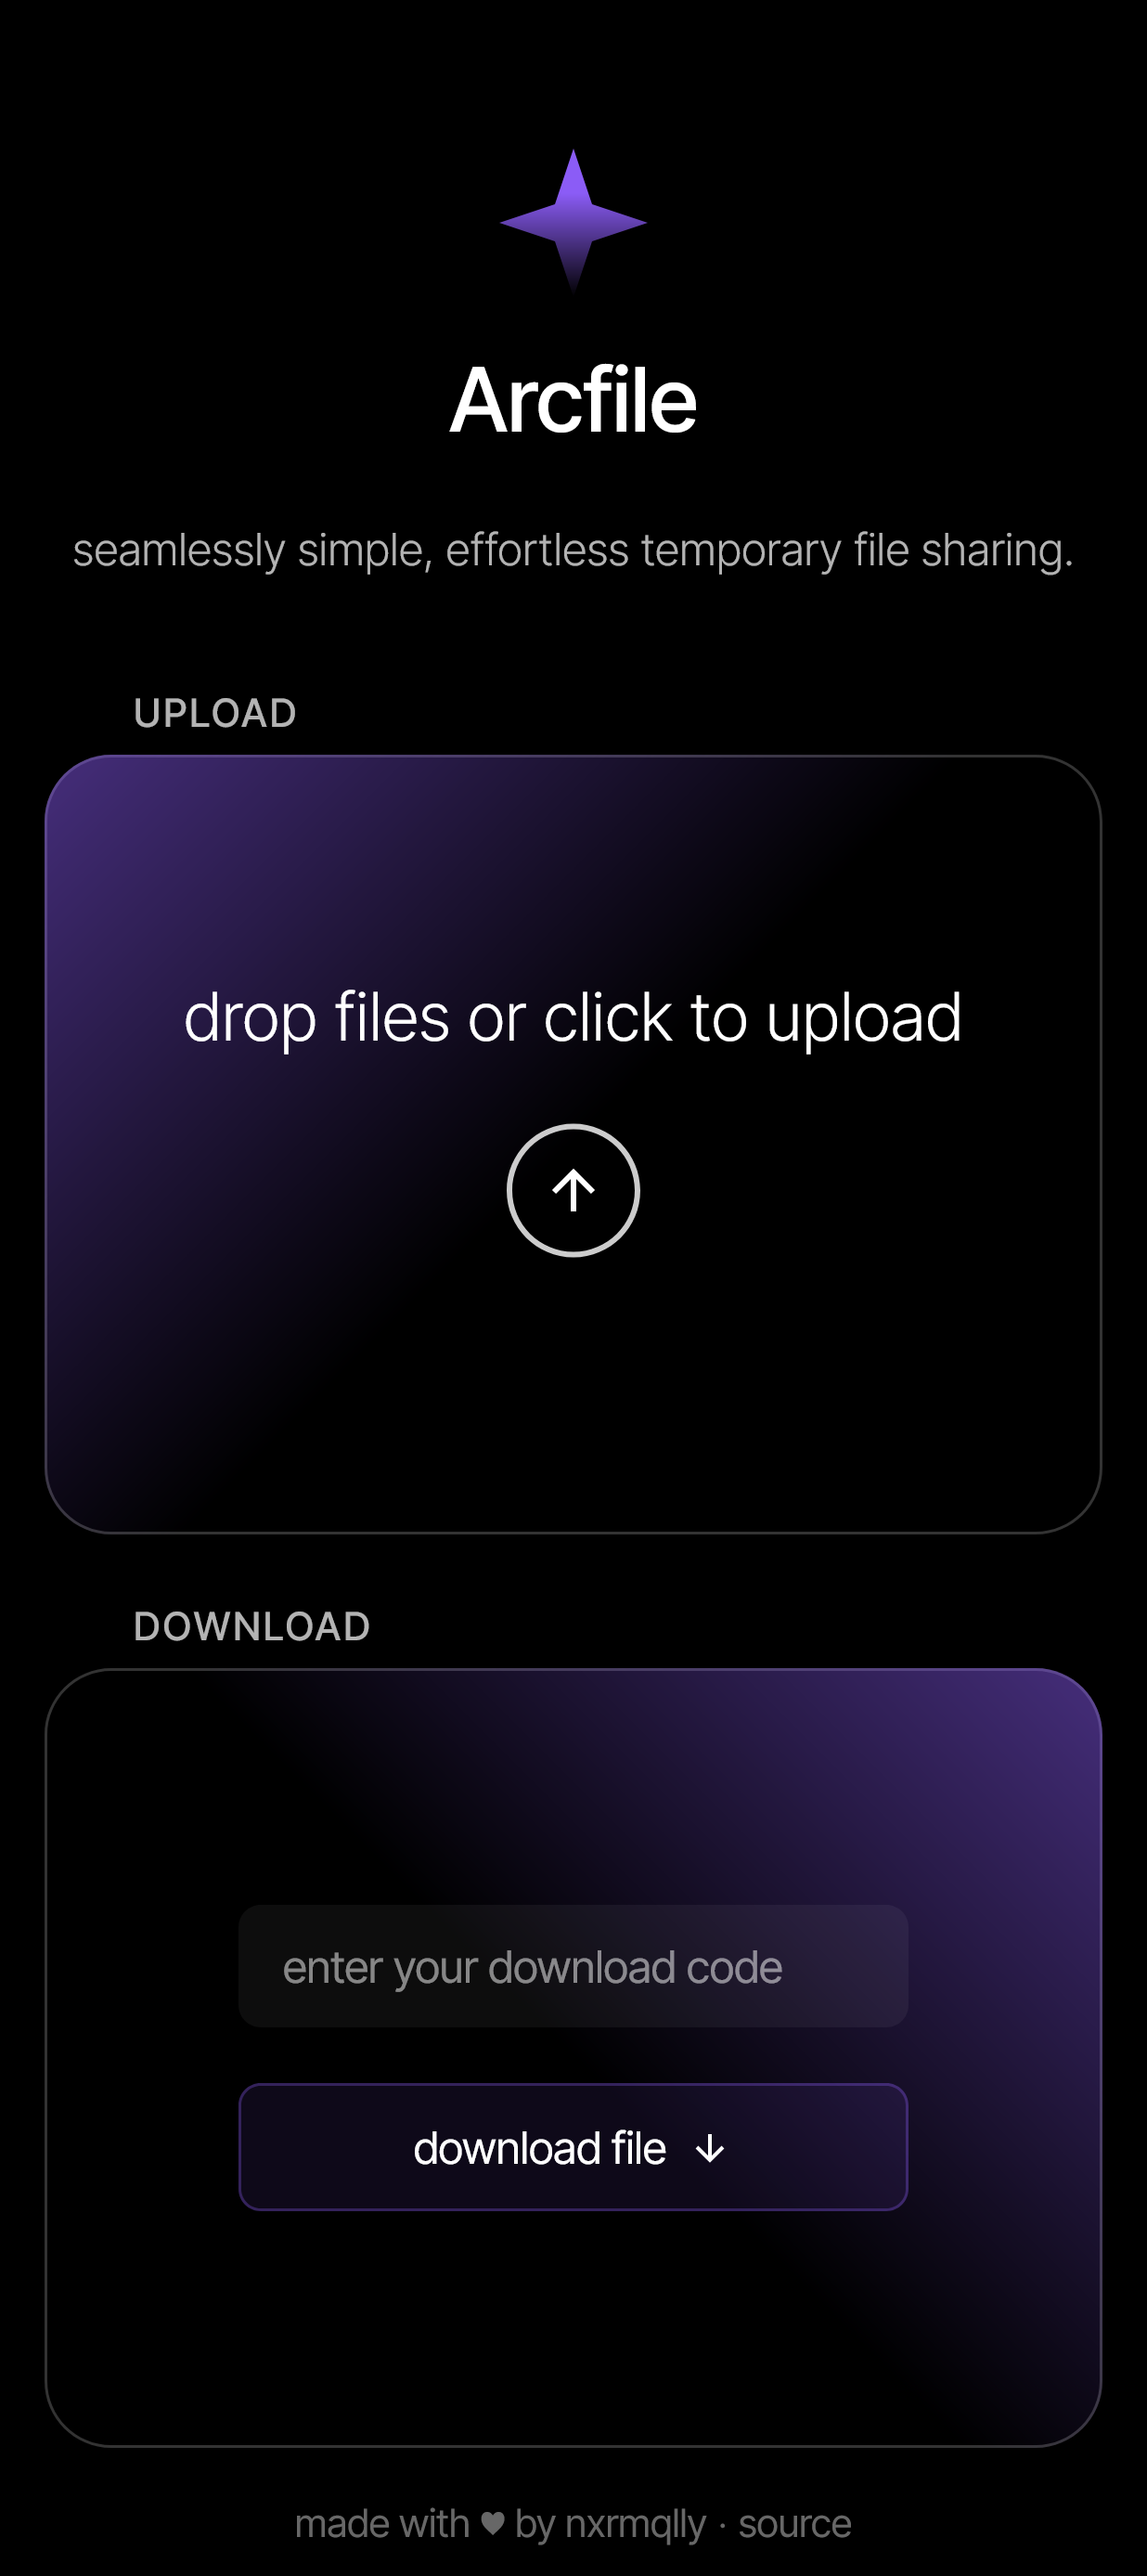 Arcfile
seamlessly simple, effortless temporary file sharing.
UPLOAD
drop files or click to upload
DOWNLOAD
enter your download code
download file ↓
made with ♥ by nxrmqlly · source